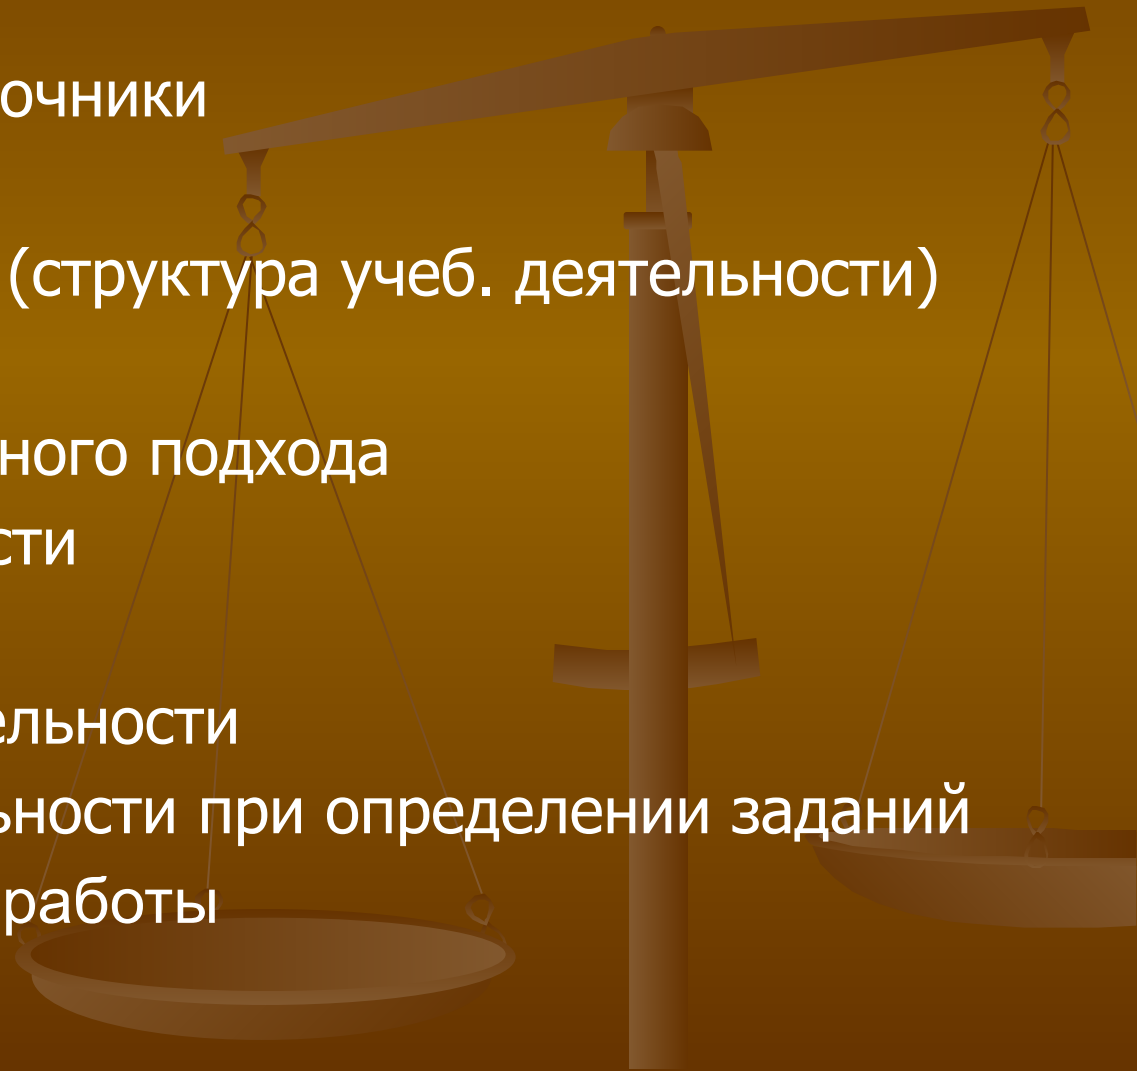 очники
(структура учеб. деятельности)
ного подхода
сти
ельности
ьности при определении заданий
работы